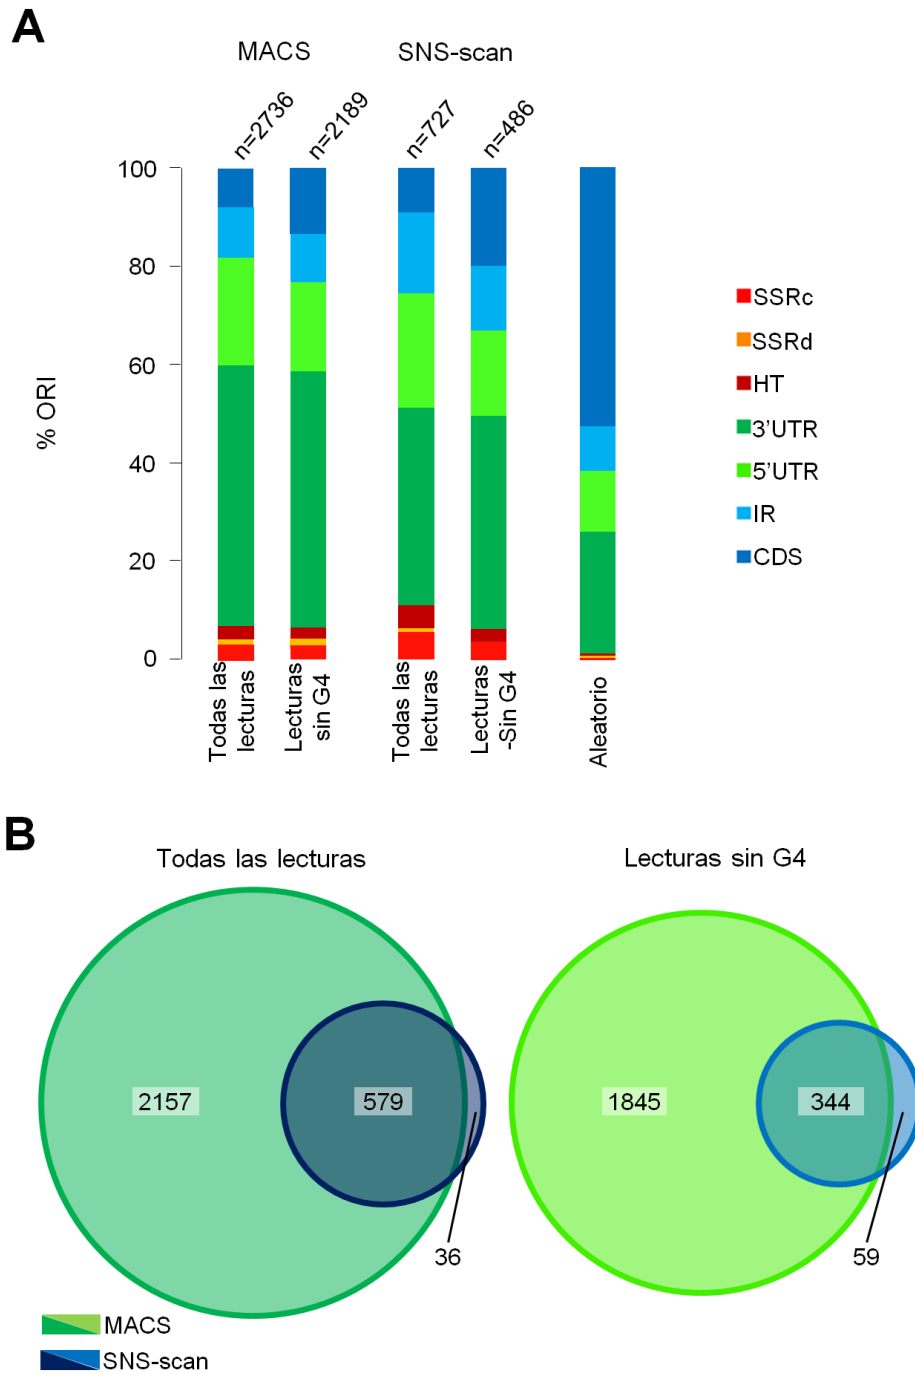 A
MACS
SNS-scan
n=2736
n=2189
n=727
n=486
100
80
60
40
20
0
% ORI
Todas las
lecturas
Lecturas
sin G4
Todas las
lecturas
Lecturas
-Sin G4
Aleatorio
SSRc
SSRd
HT
3'UTR
5'UTR
IR
CDS
B
Todas las lecturas
Lecturas sin G4
2157
579
36
1845
344
59
MACS
SNS-scan